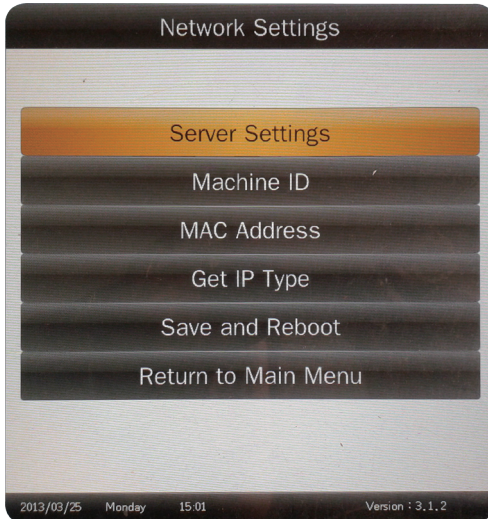 Network Settings
Server Settings
Machine ID
MAC Address
Get IP Type
Save and Reboot
Return to Main Menu
2013/03/25 Monday 15:01 Version : 3.1.2